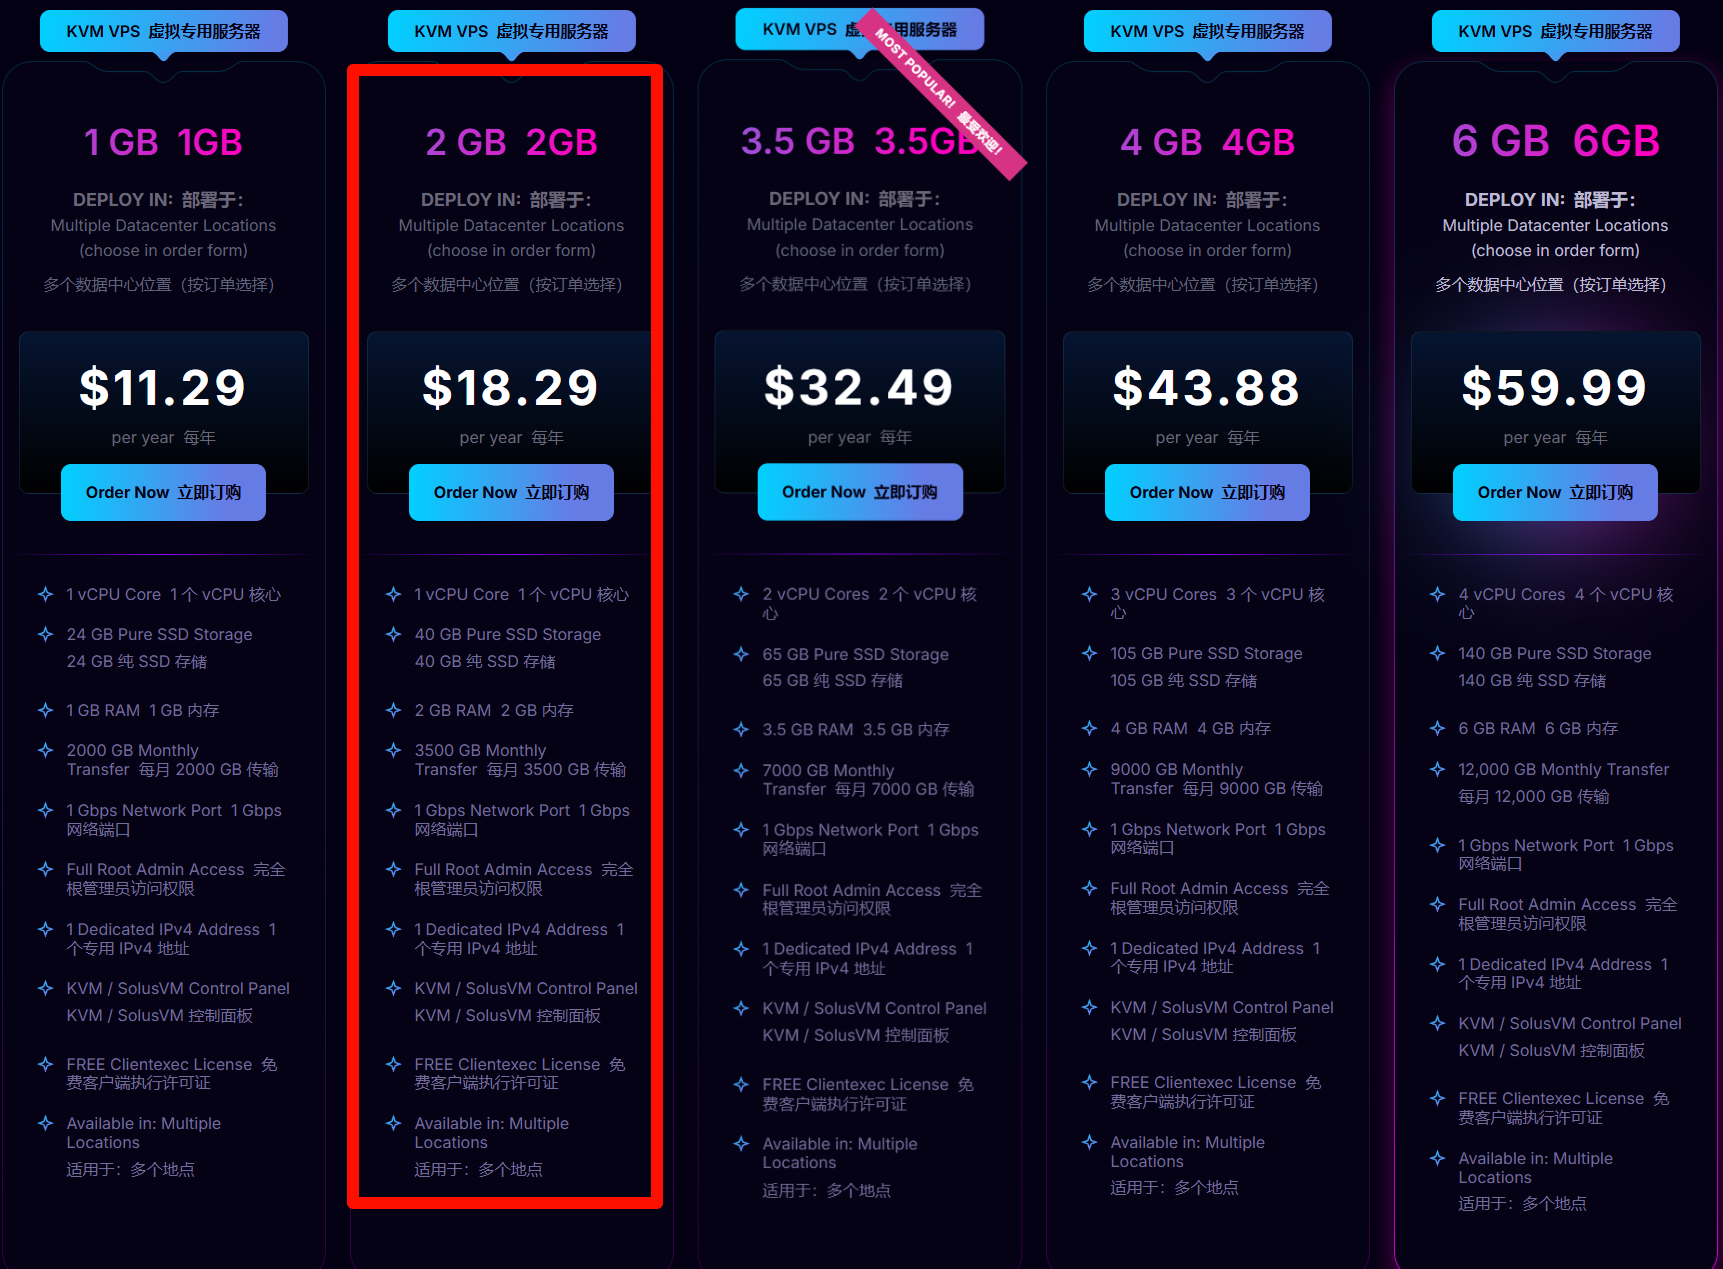 KVM VPS 虚拟专用服务器
1 GB 1GB
DEPLOY IN: 部署于:
Multiple Datacenter Locations
(choose in order form)
多个数据中心位置（按订单选择）
$11.29
per year 每年
Order Now 立即订购
1 vCPU Core 1 个 vCPU 核心
24 GB Pure SSD Storage
24 GB 纯 SSD 存储
1 GB RAM 1 GB 内存
2000 GB Monthly
Transfer 每月 2000 GB 传输
1 Gbps Network Port 1 Gbps
网络端口
Full Root Admin Access 完全
根管理员访问权限
1 Dedicated IPv4 Address 1
个专用 IPv4 地址
KVM / SolusVM Control Panel
KVM / SolusVM 控制面板
FREE Clientexec License 免
费客户端执行许可证
Available in: Multiple
Locations
适用于：多个地点
KVM VPS 虚拟专用服务器
2 GB 2GB
DEPLOY IN: 部署于:
Multiple Datacenter Locations
(choose in order form)
多个数据中心位置（按订单选择）
$18.29
per year 每年
Order Now 立即订购
1 vCPU Core 1 个 vCPU 核心
40 GB Pure SSD Storage
40 GB 纯 SSD 存储
2 GB RAM 2 GB 内存
3500 GB Monthly
Transfer 每月 3500 GB 传输
1 Gbps Network Port 1 Gbps
网络端口
Full Root Admin Access 完全
根管理员访问权限
1 Dedicated IPv4 Address 1
个专用 IPv4 地址
KVM / SolusVM Control Panel
KVM / SolusVM 控制面板
FREE Clientexec License 免
费客户端执行许可证
Available in: Multiple
Locations
适用于：多个地点
KVM VPS 虚拟专用服务器
MOST POPULAR! 最受欢迎！
3.5 GB 3.5GB
DEPLOY IN: 部署于:
Multiple Datacenter Locations
(choose in order form)
多个数据中心位置（按订单选择）
$32.49
per year 每年
Order Now 立即订购
2 vCPU Cores 2 个 vCPU 核
心
65 GB Pure SSD Storage
65 GB 纯 SSD 存储
3.5 GB RAM 3.5 GB 内存
7000 GB Monthly
Transfer 每月 7000 GB 传输
1 Gbps Network Port 1 Gbps
网络端口
Full Root Admin Access 完全
根管理员访问权限
1 Dedicated IPv4 Address 1
个专用 IPv4 地址
KVM / SolusVM Control Panel
KVM / SolusVM 控制面板
FREE Clientexec License 免
费客户端执行许可证
Available in: Multiple
Locations
适用于：多个地点
KVM VPS 虚拟专用服务器
4 GB 4GB
DEPLOY IN: 部署于:
Multiple Datacenter Locations
(choose in order form)
多个数据中心位置（按订单选择）
$43.88
per year 每年
Order Now 立即订购
3 vCPU Cores 3 个 vCPU 核
心
105 GB Pure SSD Storage
105 GB 纯 SSD 存储
4 GB RAM 4 GB 内存
9000 GB Monthly
Transfer 每月 9000 GB 传输
1 Gbps Network Port 1 Gbps
网络端口
Full Root Admin Access 完全
根管理员访问权限
1 Dedicated IPv4 Address 1
个专用 IPv4 地址
KVM / SolusVM Control Panel
KVM / SolusVM 控制面板
FREE Clientexec License 免
费客户端执行许可证
Available in: Multiple
Locations
适用于：多个地点
KVM VPS 虚拟专用服务器
6 GB 6GB
DEPLOY IN: 部署于:
Multiple Datacenter Locations
(choose in order form)
多个数据中心位置（按订单选择）
$59.99
per year 每年
Order Now 立即订购
4 vCPU Cores 4 个 vCPU 核
心
140 GB Pure SSD Storage
140 GB 纯 SSD 存储
6 GB RAM 6 GB 内存
12,000 GB Monthly Transfer
每月 12,000 GB 传输
1 Gbps Network Port 1 Gbps
网络端口
Full Root Admin Access 完全
根管理员访问权限
1 Dedicated IPv4 Address 1
个专用 IPv4 地址
KVM / SolusVM Control Panel
KVM / SolusVM 控制面板
FREE Clientexec License 免
费客户端执行许可证
Available in: Multiple
Locations
适用于：多个地点